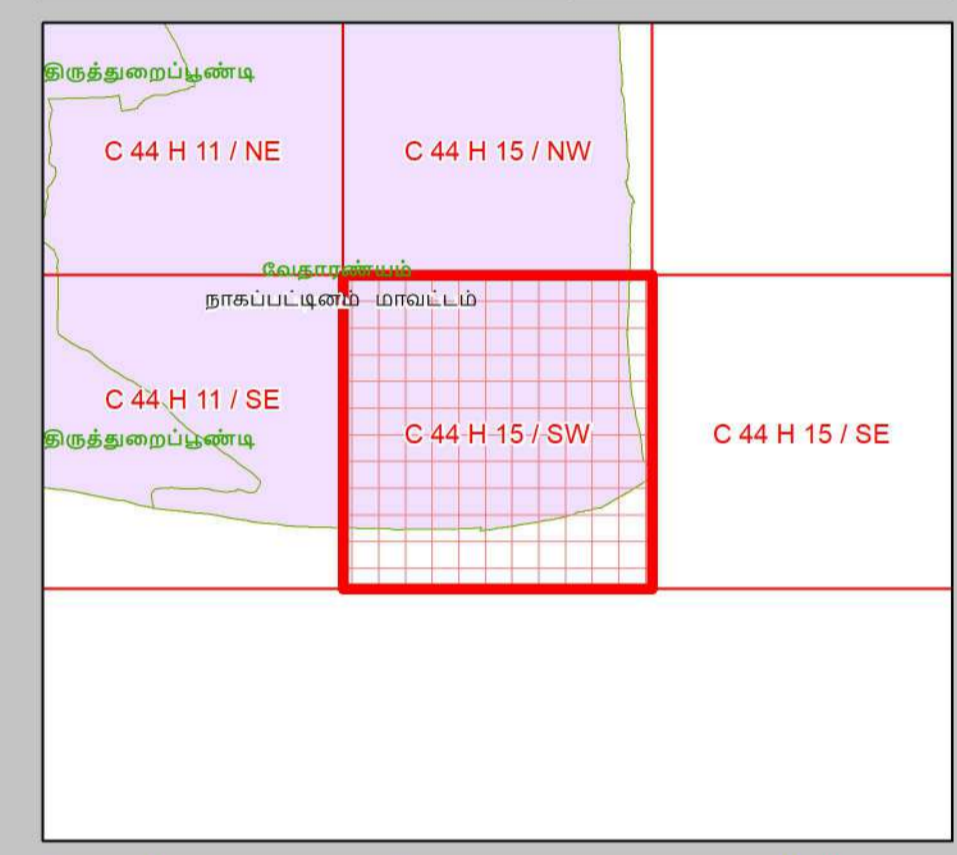 திருத்துறைப்பூண்டி
C 44 H 11 / NE
C 44 H 15 / NW
வேதாரண்யம்
நாகப்பட்டினம் மாவட்டம்
C 44 H 11 / SE
திருத்துறைப்பூண்டி
C 44 H 15 / SW
C 44 H 15 / SE